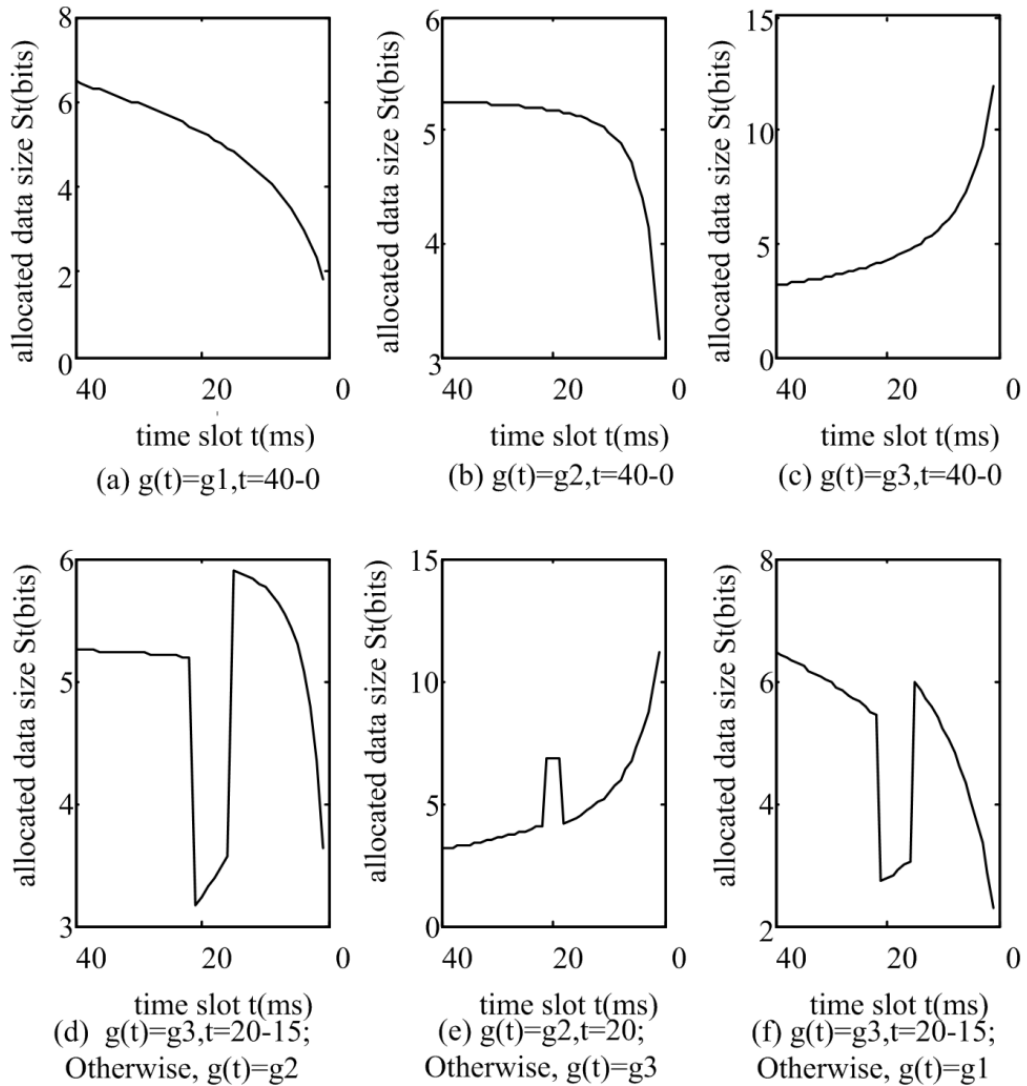 allocated data size St(bits)
8
6
4
2
0
40
20
0
time slot t(ms)
(a) g(t)=g1,t=40-0
allocated data size St(bits)
6
5
4
3
40
20
0
time slot t(ms)
(b) g(t)=g2,t=40-0
allocated data size St(bits)
15
10
5
0
40
20
0
time slot t(ms)
(c) g(t)=g3,t=40-0
allocated data size St(bits)
6
5
4
3
40
20
0
time slot t(ms)
(d) g(t)=g3,t=20-15;
Otherwise, g(t)=g2
allocated data size St(bits)
15
10
5
0
40
20
0
time slot t(ms)
(e) g(t)=g2,t=20;
Otherwise, g(t)=g3
allocated data size St(bits)
8
6
4
2
40
20
0
time slot t(ms)
(f) g(t)=g3,t=20-15;
Otherwise, g(t)=g1